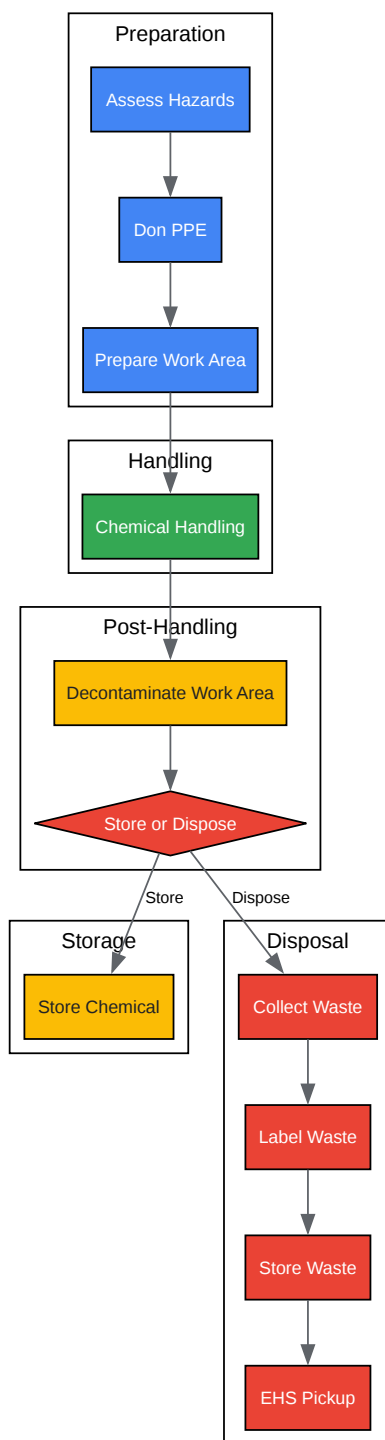 Preparation
Assess Hazards
Don PPE
Prepare Work Area
Handling
Chemical Handling
Post-Handling
Decontaminate Work Area
Store or Dispose
Store
Dispose
Storage
Store Chemical
Disposal
Collect Waste
Label Waste
Store Waste
EHS Pickup